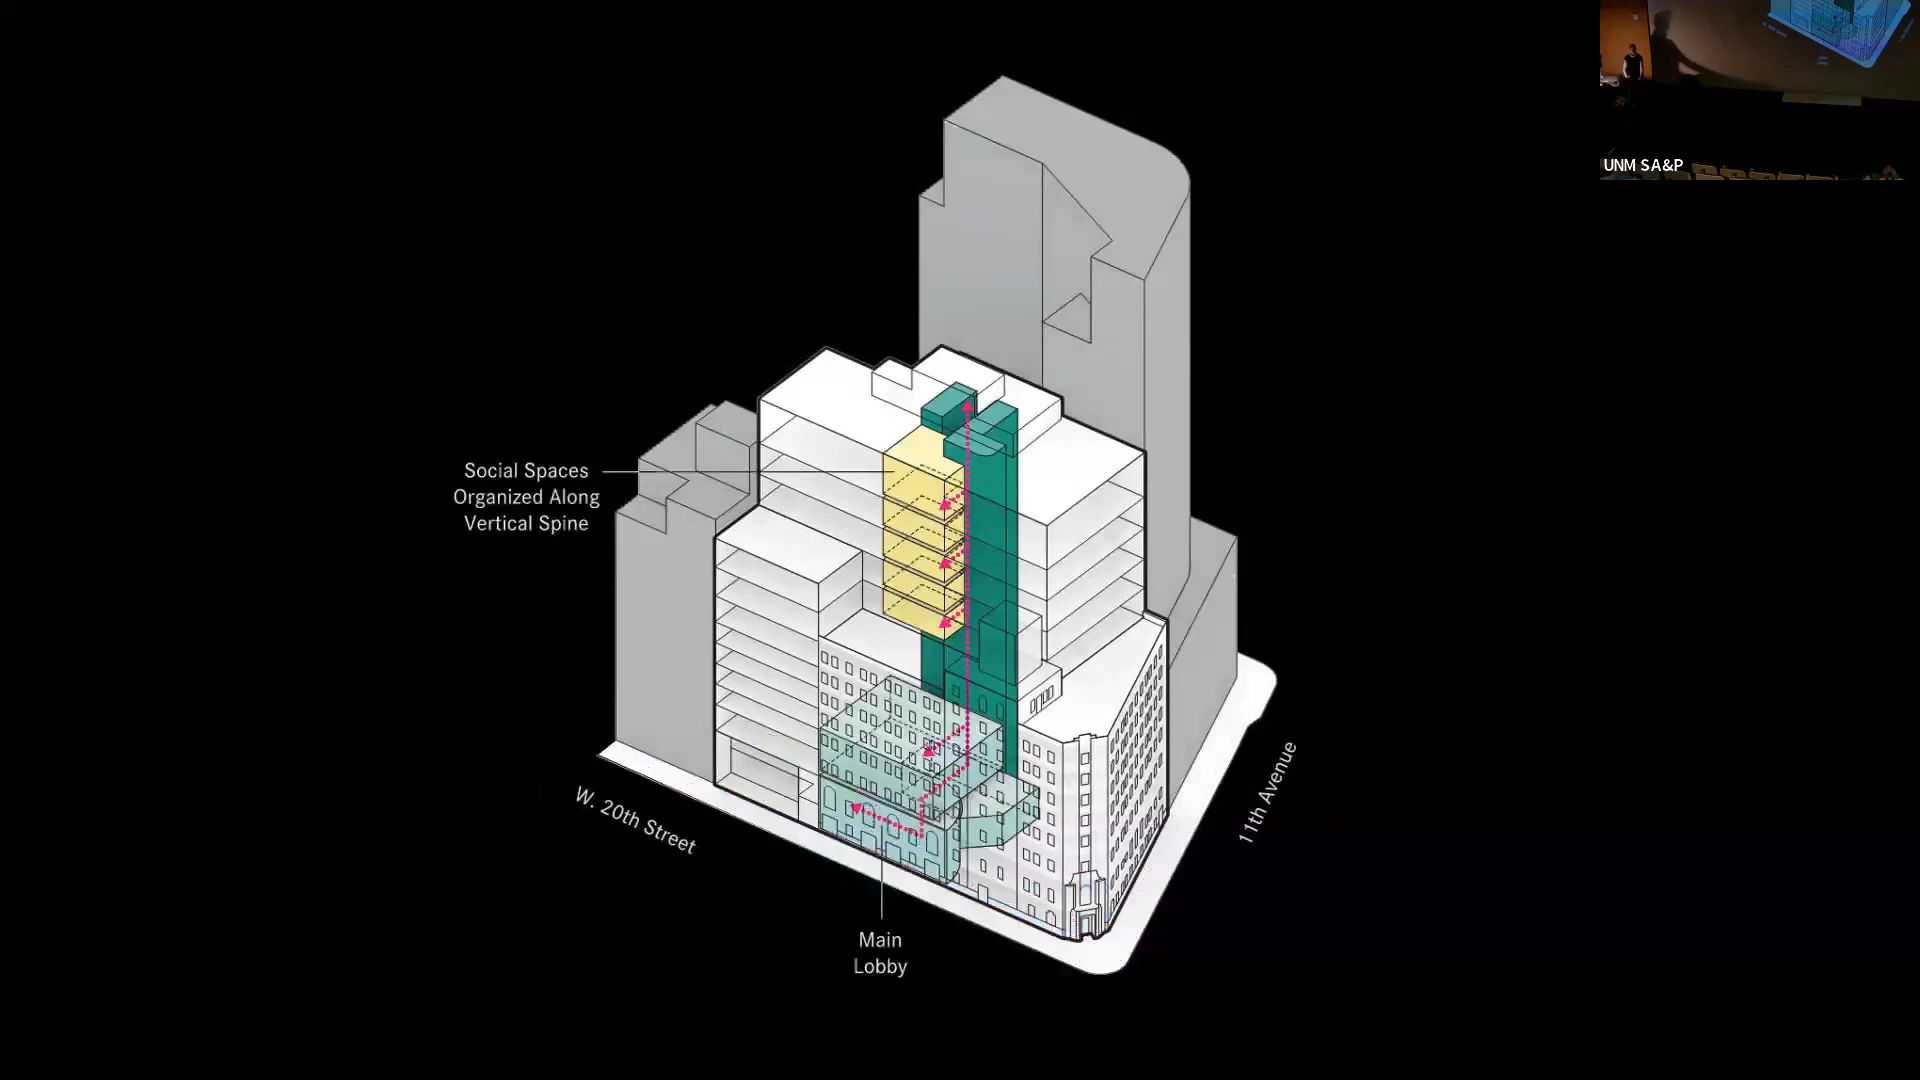 UNM SA&P
Social Spaces
Organized Along
Vertical Spine
W. 20th Street
11th Avenue
Main
Lobby